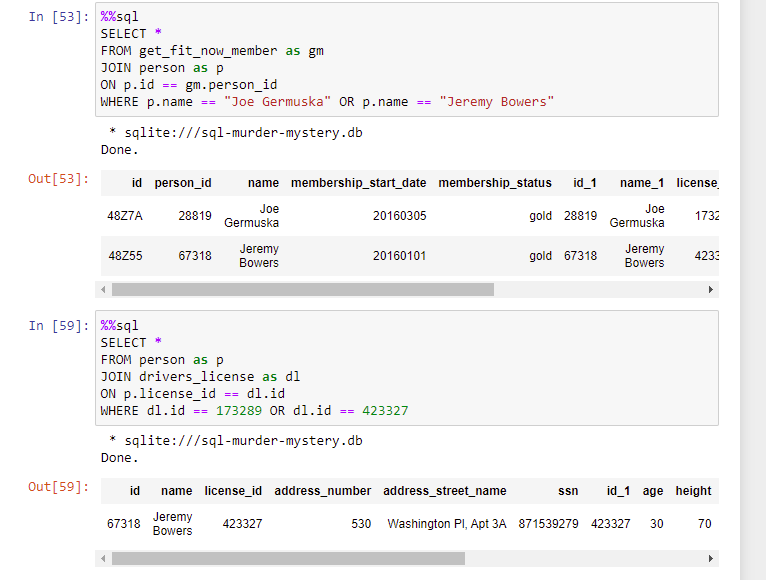 In [53]: %%sql
SELECT *
FROM get_fit_now_member as gm
JOIN person as p
ON p.id == gm.person_id
WHERE p.name == "Joe Germuska" OR p.name == "Jeremy Bowers"
* sqlite:///sql-murder-mystery.db
Done.
Out[53]: id person_id name membership_start_date membership_status id_1 name_1 license_
48Z7A 28819 Joe Germuska 20160305 gold 28819 Joe Germuska 1732
48Z55 67318 Jeremy Bowers 20160101 gold 67318 Jeremy Bowers 4233
In [59]: %%sql
SELECT *
FROM person as p
JOIN drivers_license as dl
ON p.license_id == dl.id
WHERE dl.id == 173289 OR dl.id == 423327
* sqlite:///sql-murder-mystery.db
Done.
Out[59]: id name license_id address_number address_street_name ssn id_1 age height
67318 Jeremy Bowers 423327 530 Washington Pl, Apt 3A 871539279 423327 30 70